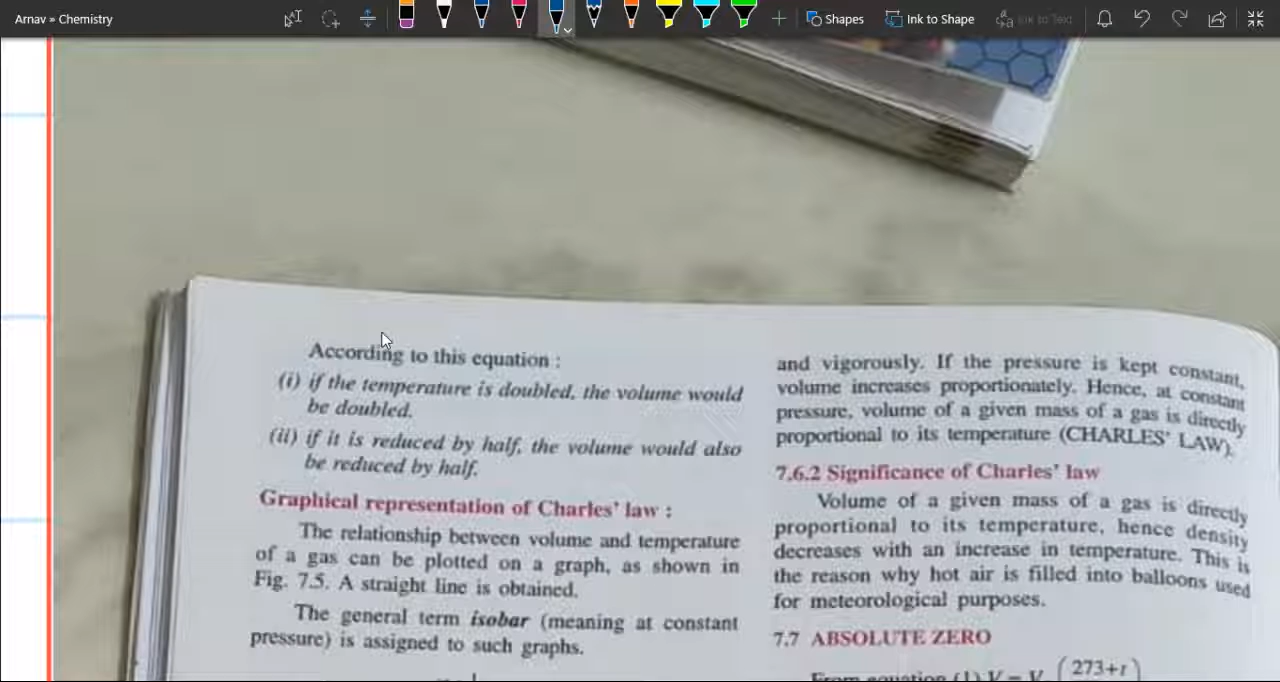 Arnav » Chemistry
Shapes
Ink to Shape
Ink to Text
According to this equation :
(i) if the temperature is doubled, the volume would
be doubled.
(ii) if it is reduced by half, the volume would also
be reduced by half.
Graphical representation of Charles' law :
The relationship between volume and temperature
of a gas can be plotted on a graph, as shown in
Fig. 7.5. A straight line is obtained.
The general term isobar (meaning at constant
pressure) is assigned to such graphs.
and vigorously. If the pressure is kept constant,
volume increases proportionately. Hence, at constant
pressure, volume of a given mass of a gas is directly
proportional to its temperature (CHARLES' LAW).
7.6.2 Significance of Charles' law
Volume of a given mass of a gas is directly
proportional to its temperature, hence density
decreases with an increase in temperature. This is
the reason why hot air is filled into balloons used
for meteorological purposes.
7.7 ABSOLUTE ZERO
From equation (1) V = V (273+t)